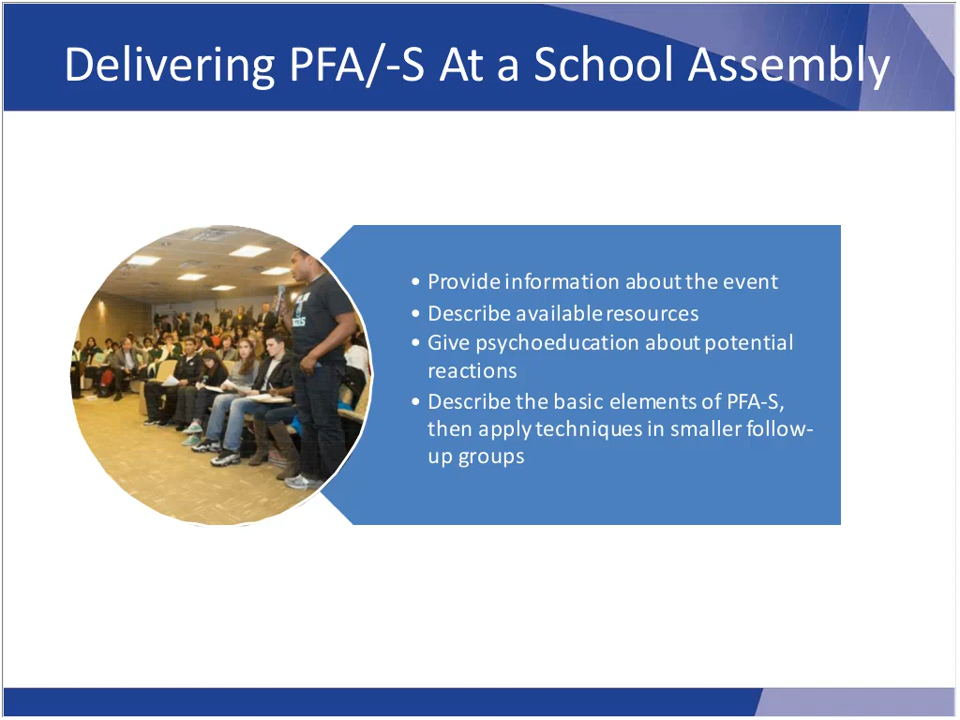 Delivering PFA/-S At a School Assembly
• Provide information about the event
• Describe available resources
• Give psychoeducation about potential
reactions
• Describe the basic elements of PFA-S,
then apply techniques in smaller follow-
up groups